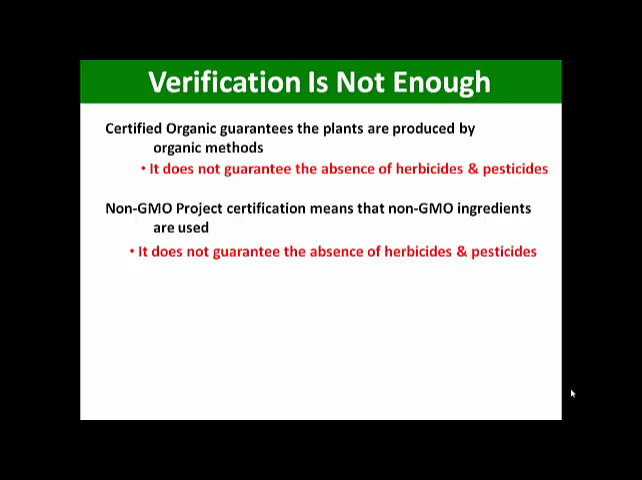 Verification Is Not Enough
Certified Organic guarantees the plants are produced by
organic methods
• It does not guarantee the absence of herbicides & pesticides
Non-GMO Project certification means that non-GMO ingredients
are used
• It does not guarantee the absence of herbicides & pesticides